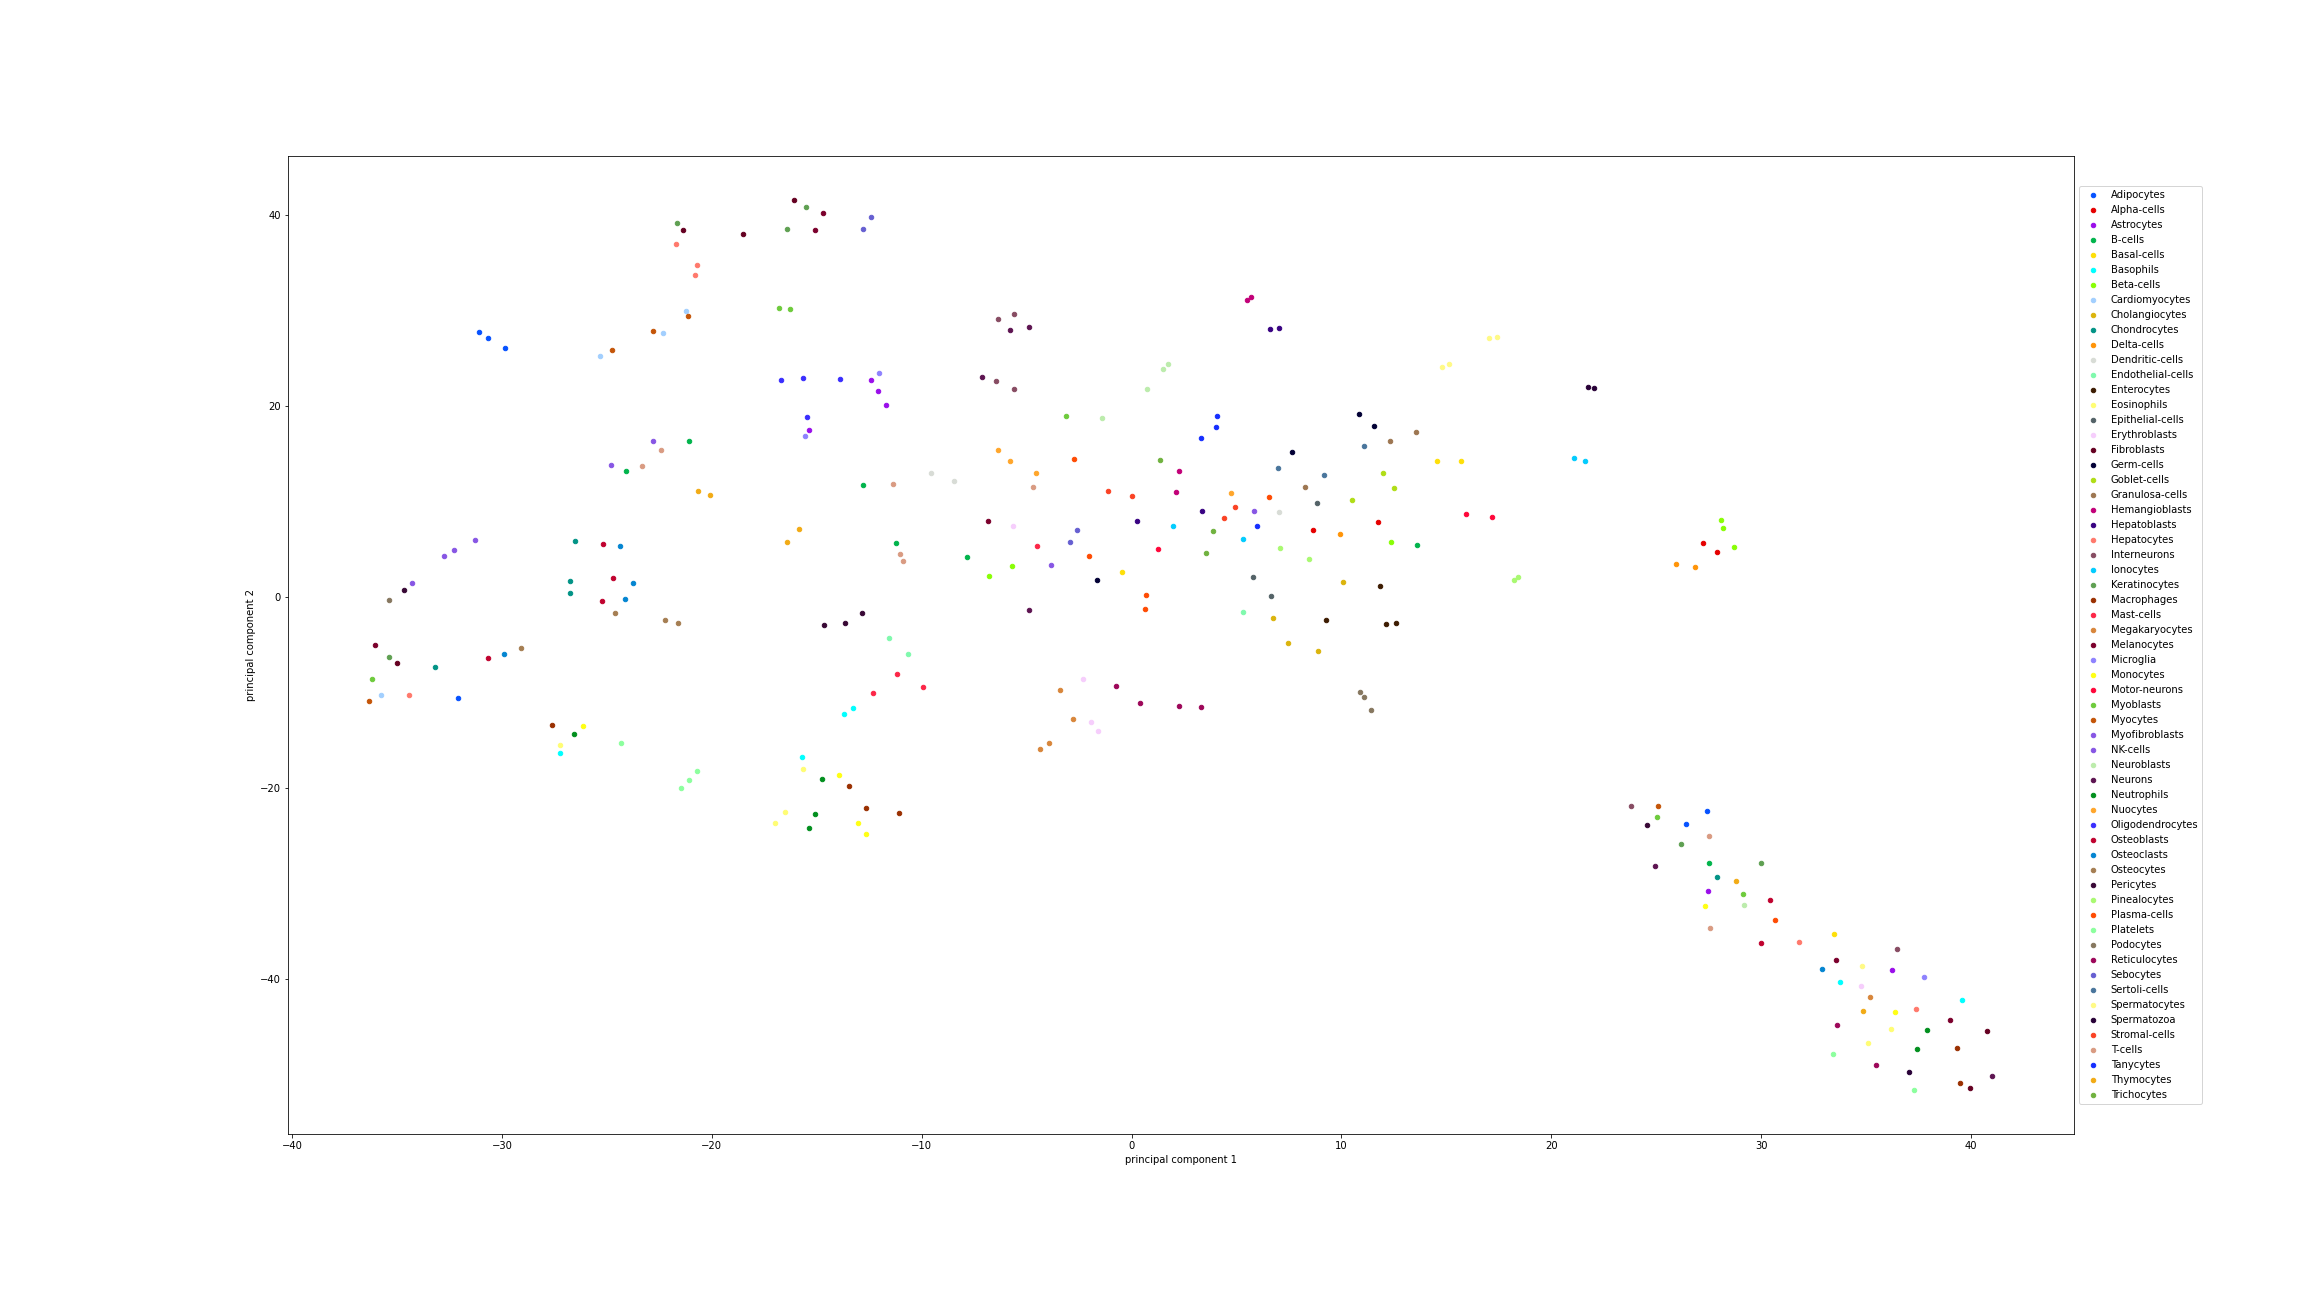 40
20
0
−20
−40
principal component 2
−40
−30
−20
−10
0
10
20
30
40
principal component 1
Adipocytes
Alpha-cells
Astrocytes
B-cells
Basal-cells
Basophils
Beta-cells
Cardiomyocytes
Cholangiocytes
Chondrocytes
Delta-cells
Dendritic-cells
Endothelial-cells
Enterocytes
Eosinophils
Epithelial-cells
Erythroblasts
Fibroblasts
Germ-cells
Goblet-cells
Granulosa-cells
Hemangioblasts
Hepatoblasts
Hepatocytes
Interneurons
Ionocytes
Keratinocytes
Macrophages
Mast-cells
Megakaryocytes
Melanocytes
Microglia
Monocytes
Motor-neurons
Myoblasts
Myocytes
Myofibroblasts
NK-cells
Neuroblasts
Neurons
Neutrophils
Nuocytes
Oligodendrocytes
Osteoblasts
Osteoclasts
Osteocytes
Pericytes
Pinealocytes
Plasma-cells
Platelets
Podocytes
Reticulocytes
Sebocytes
Sertoli-cells
Spermatocytes
Spermatozoa
Stromal-cells
T-cells
Tanycytes
Thymocytes
Trichocytes